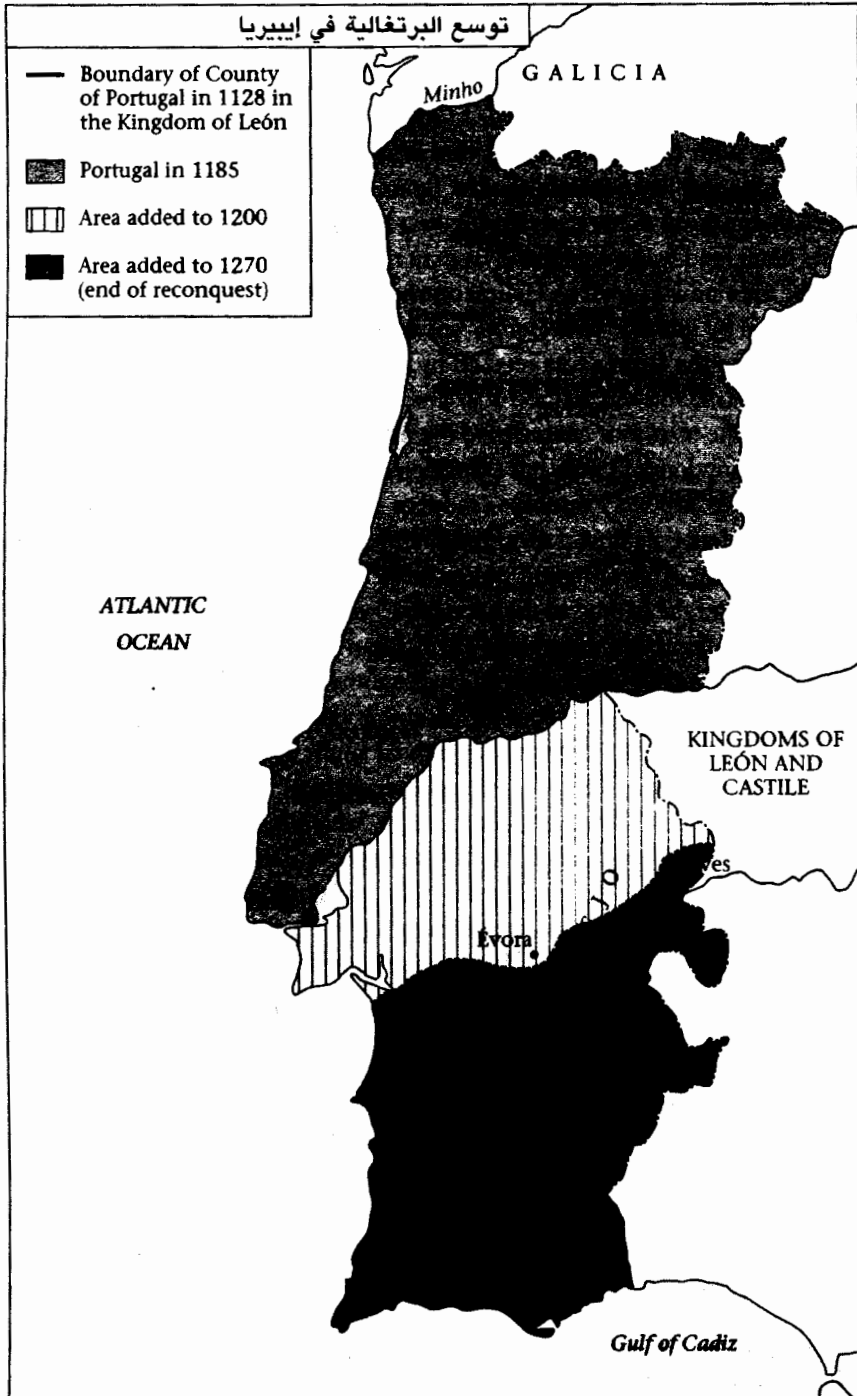 توسع البرتغالية في إيبيريا
Boundary of County
of Portugal in 1128 in
the Kingdom of León
Portugal in 1185
Area added to 1200
Area added to 1270
(end of reconquest)
Minho
GALICIA
ATLANTIC
OCEAN
KINGDOMS OF
LEÓN AND
CASTILE
Évora
Gulf of Cadiz